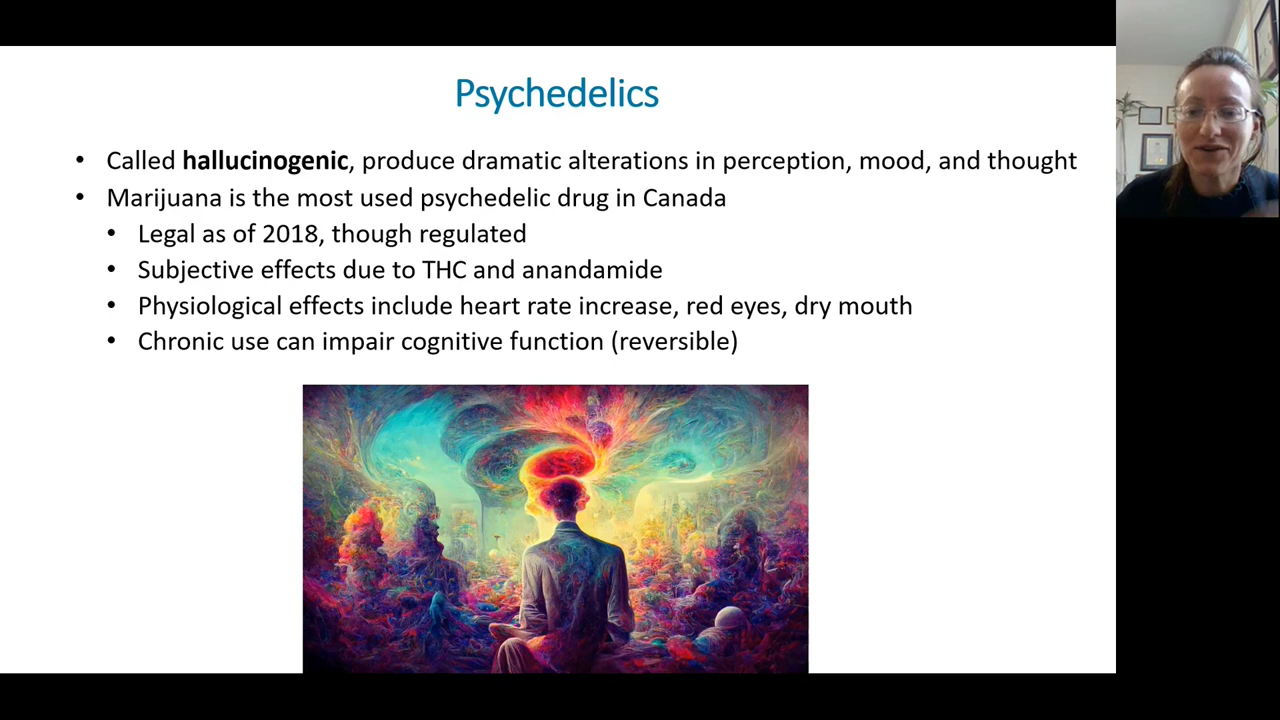 Psychedelics
• Called hallucinogenic, produce dramatic alterations in perception, mood, and thought
• Marijuana is the most used psychedelic drug in Canada
• Legal as of 2018, though regulated
• Subjective effects due to THC and anandamide
• Physiological effects include heart rate increase, red eyes, dry mouth
• Chronic use can impair cognitive function (reversible)